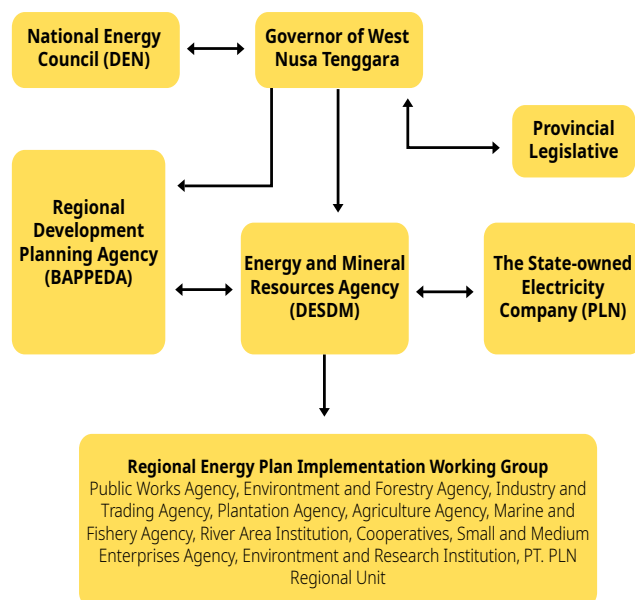 National Energy
Council (DEN)
Governor of West
Nusa Tenggara
Provincial
Legislative
Regional
Development
Planning Agency
(BAPPEDA)
Energy and Mineral
Resources Agency
(DESDM)
The State-owned
Electricity
Company (PLN)
Regional Energy Plan Implementation Working Group
Public Works Agency, Environtment and Forestry Agency, Industry and
Trading Agency, Plantation Agency, Agriculture Agency, Marine and
Fishery Agency, River Area Institution, Cooperatives, Small and Medium
Enterprises Agency, Environtment and Research Institution, PT. PLN
Regional Unit